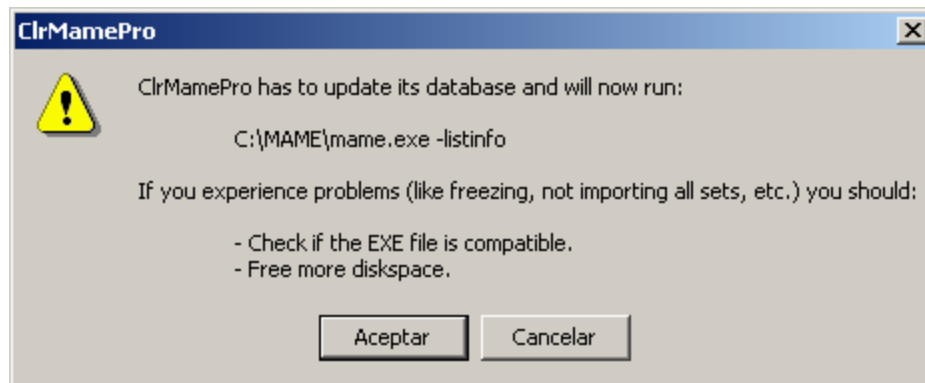 ClrMamePro
ClrMamePro has to update its database and will now run:
C:\MAME\mame.exe -listinfo
If you experience problems (like freezing, not importing all sets, etc.) you should:
- Check if the EXE file is compatible.
- Free more diskspace.
Aceptar Cancelar